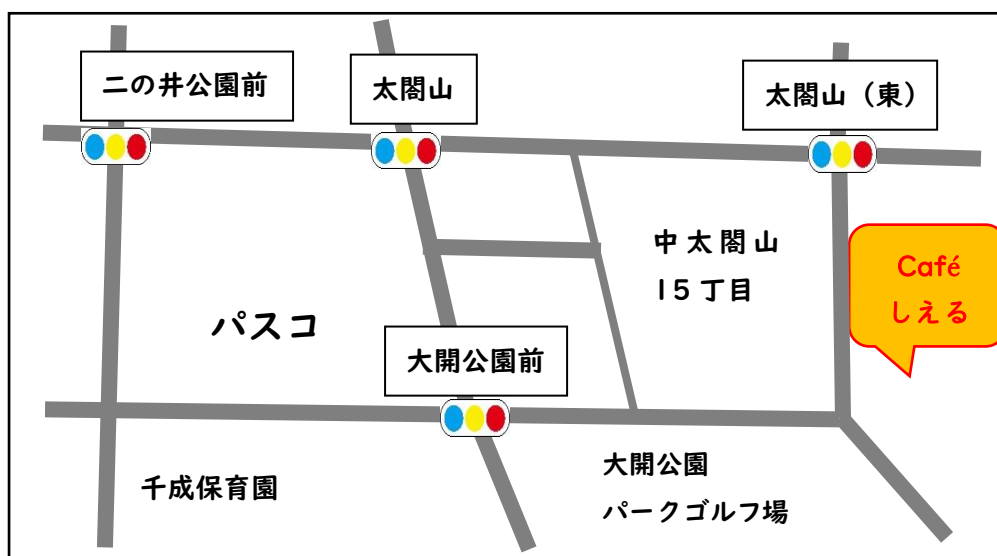 二の井公園前
太閤山
太閤山（東）
中太閤山
15丁目
Café
しえる
パスコ
大開公園前
千成保育園
大開公園
パークゴルフ場